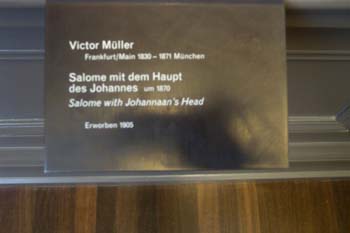 Victor Müller
Frankfurt/Main 1830 – 1871 München
Salome mit dem Haupt
des Johannes um 1870
Salome with Johannaan's Head
Erworben 1905